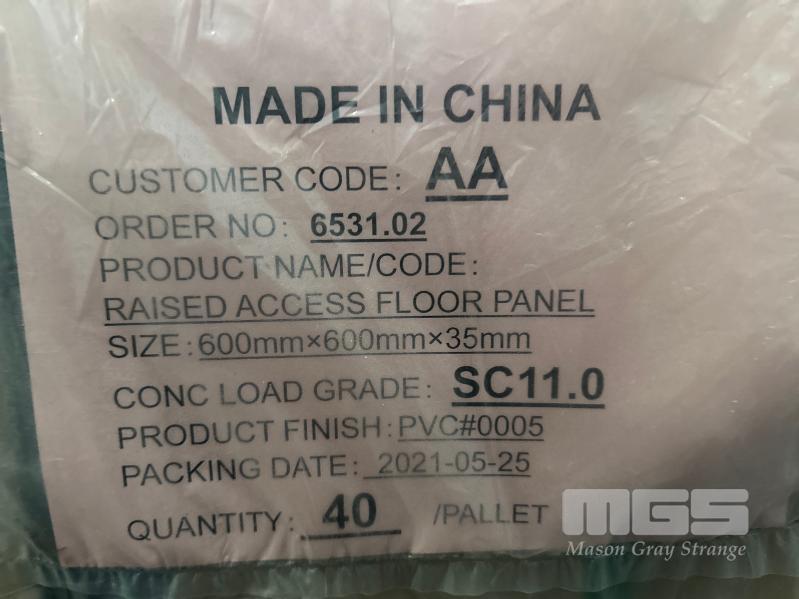 MADE IN CHINA
CUSTOMER CODE: AA
ORDER NO: 6531.02
PRODUCT NAME/CODE:
RAISED ACCESS FLOOR PANEL
SIZE: 600mm×600mm×35mm
CONC LOAD GRADE: SC11.0
PRODUCT FINISH: PVC#0005
PACKING DATE: 2021-05-25
QUANTITY: 40 /PALLET
MGS
Mason Gray Strange